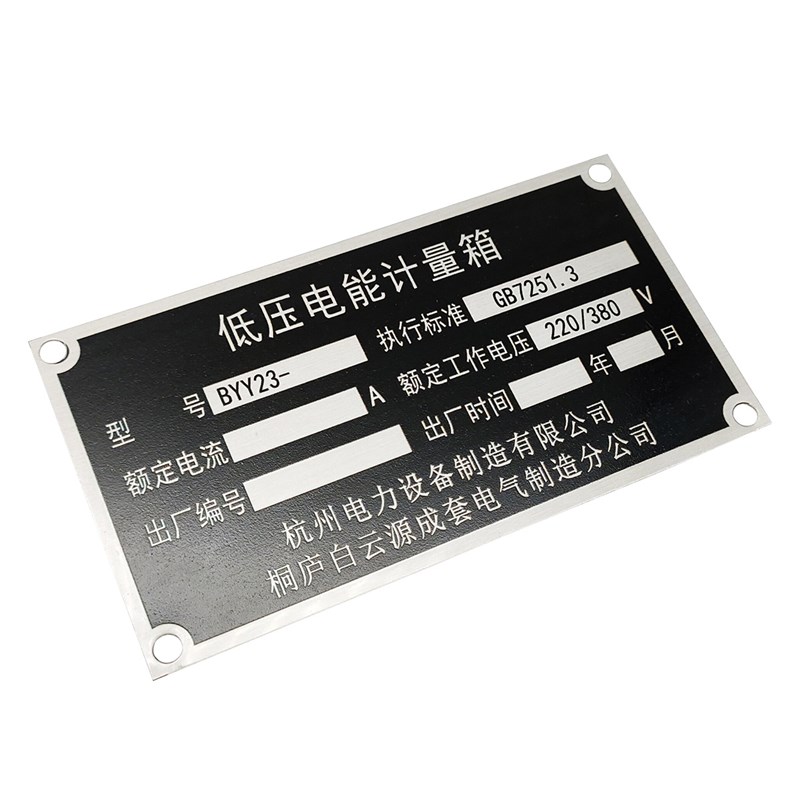 低压电能计量箱
型 号 BYY23- 执行标准 GB7251.3
额定电流 A 额定工作电压 220/380 V
出厂编号 出厂时间 年 月
杭州电力设备制造有限公司
桐庐白云源成套电气制造分公司